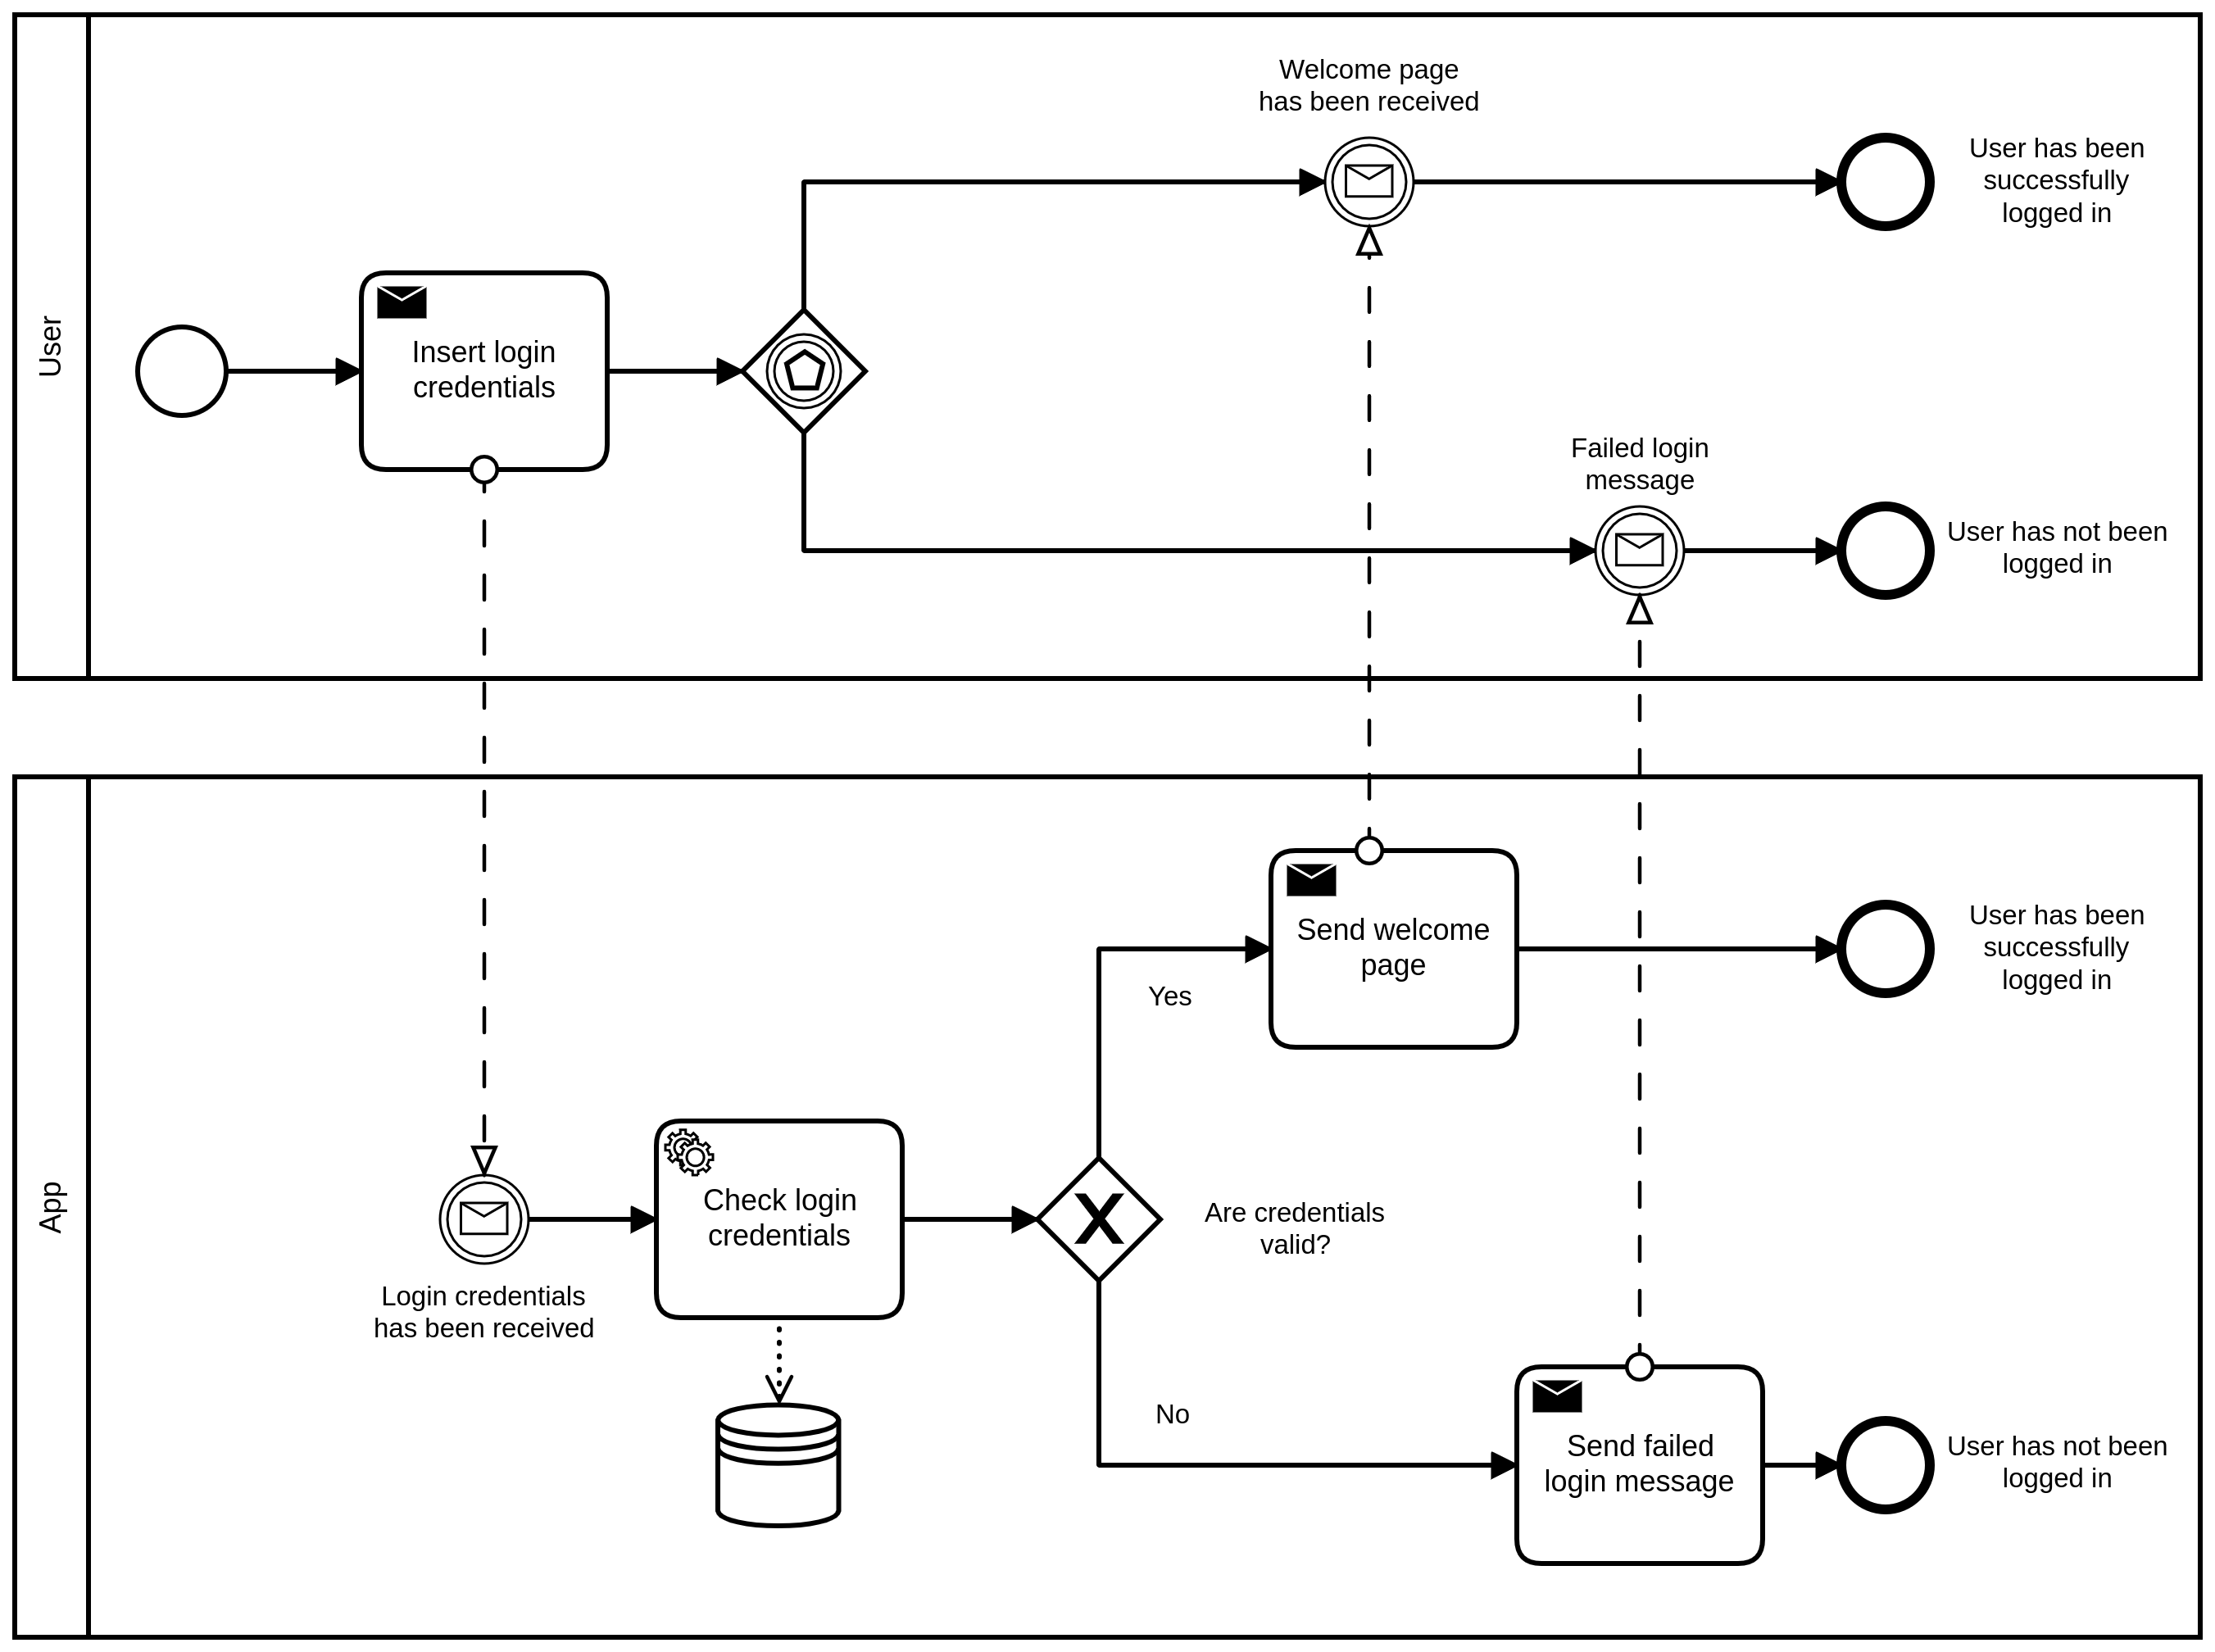 User
Welcome page
has been received
User has been
successfully
logged in
Insert login
credentials
Failed login
message
User has not been
logged in
App
Send welcome
page
User has been
successfully
logged in
Yes
Check login
credentials
Are credentials
valid?
Login credentials
has been received
No
Send failed
login message
User has not been
logged in